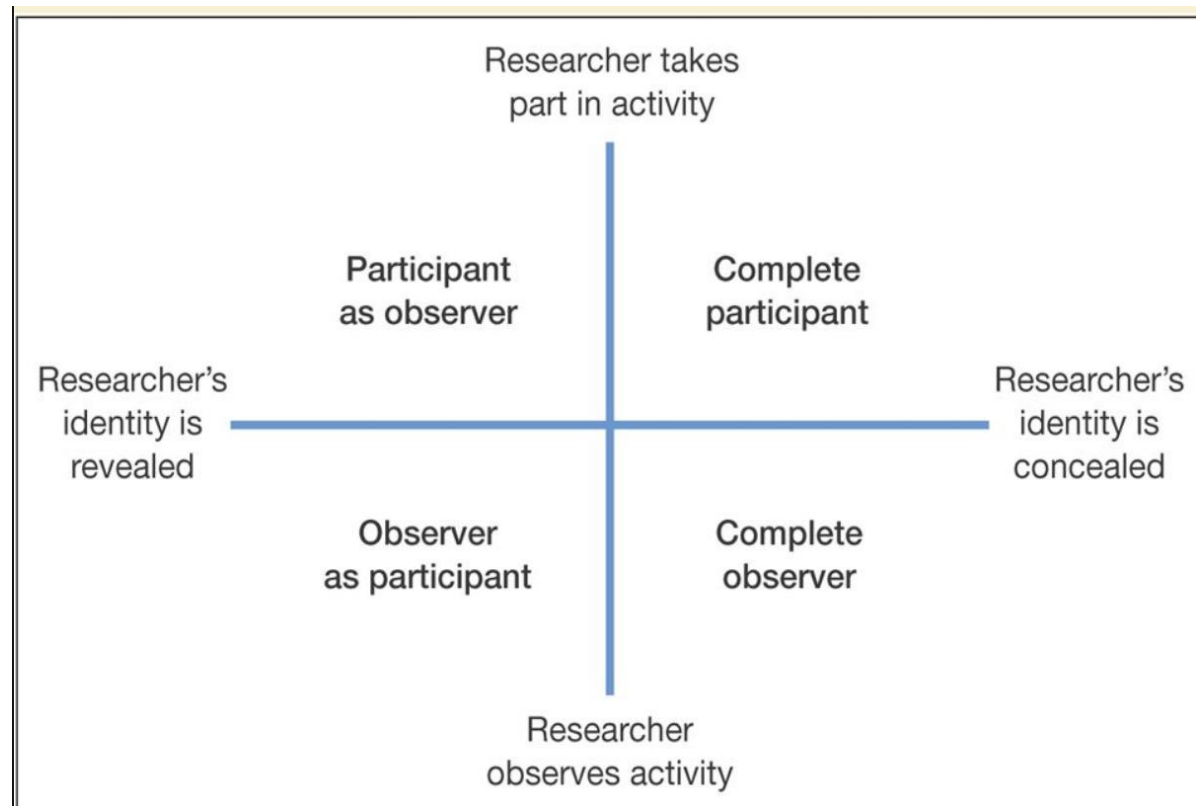 Researcher takes
part in activity
Participant
as observer
Complete
participant
Researcher's
identity is
revealed
Researcher's
identity is
concealed
Observer
as participant
Complete
observer
Researcher
observes activity